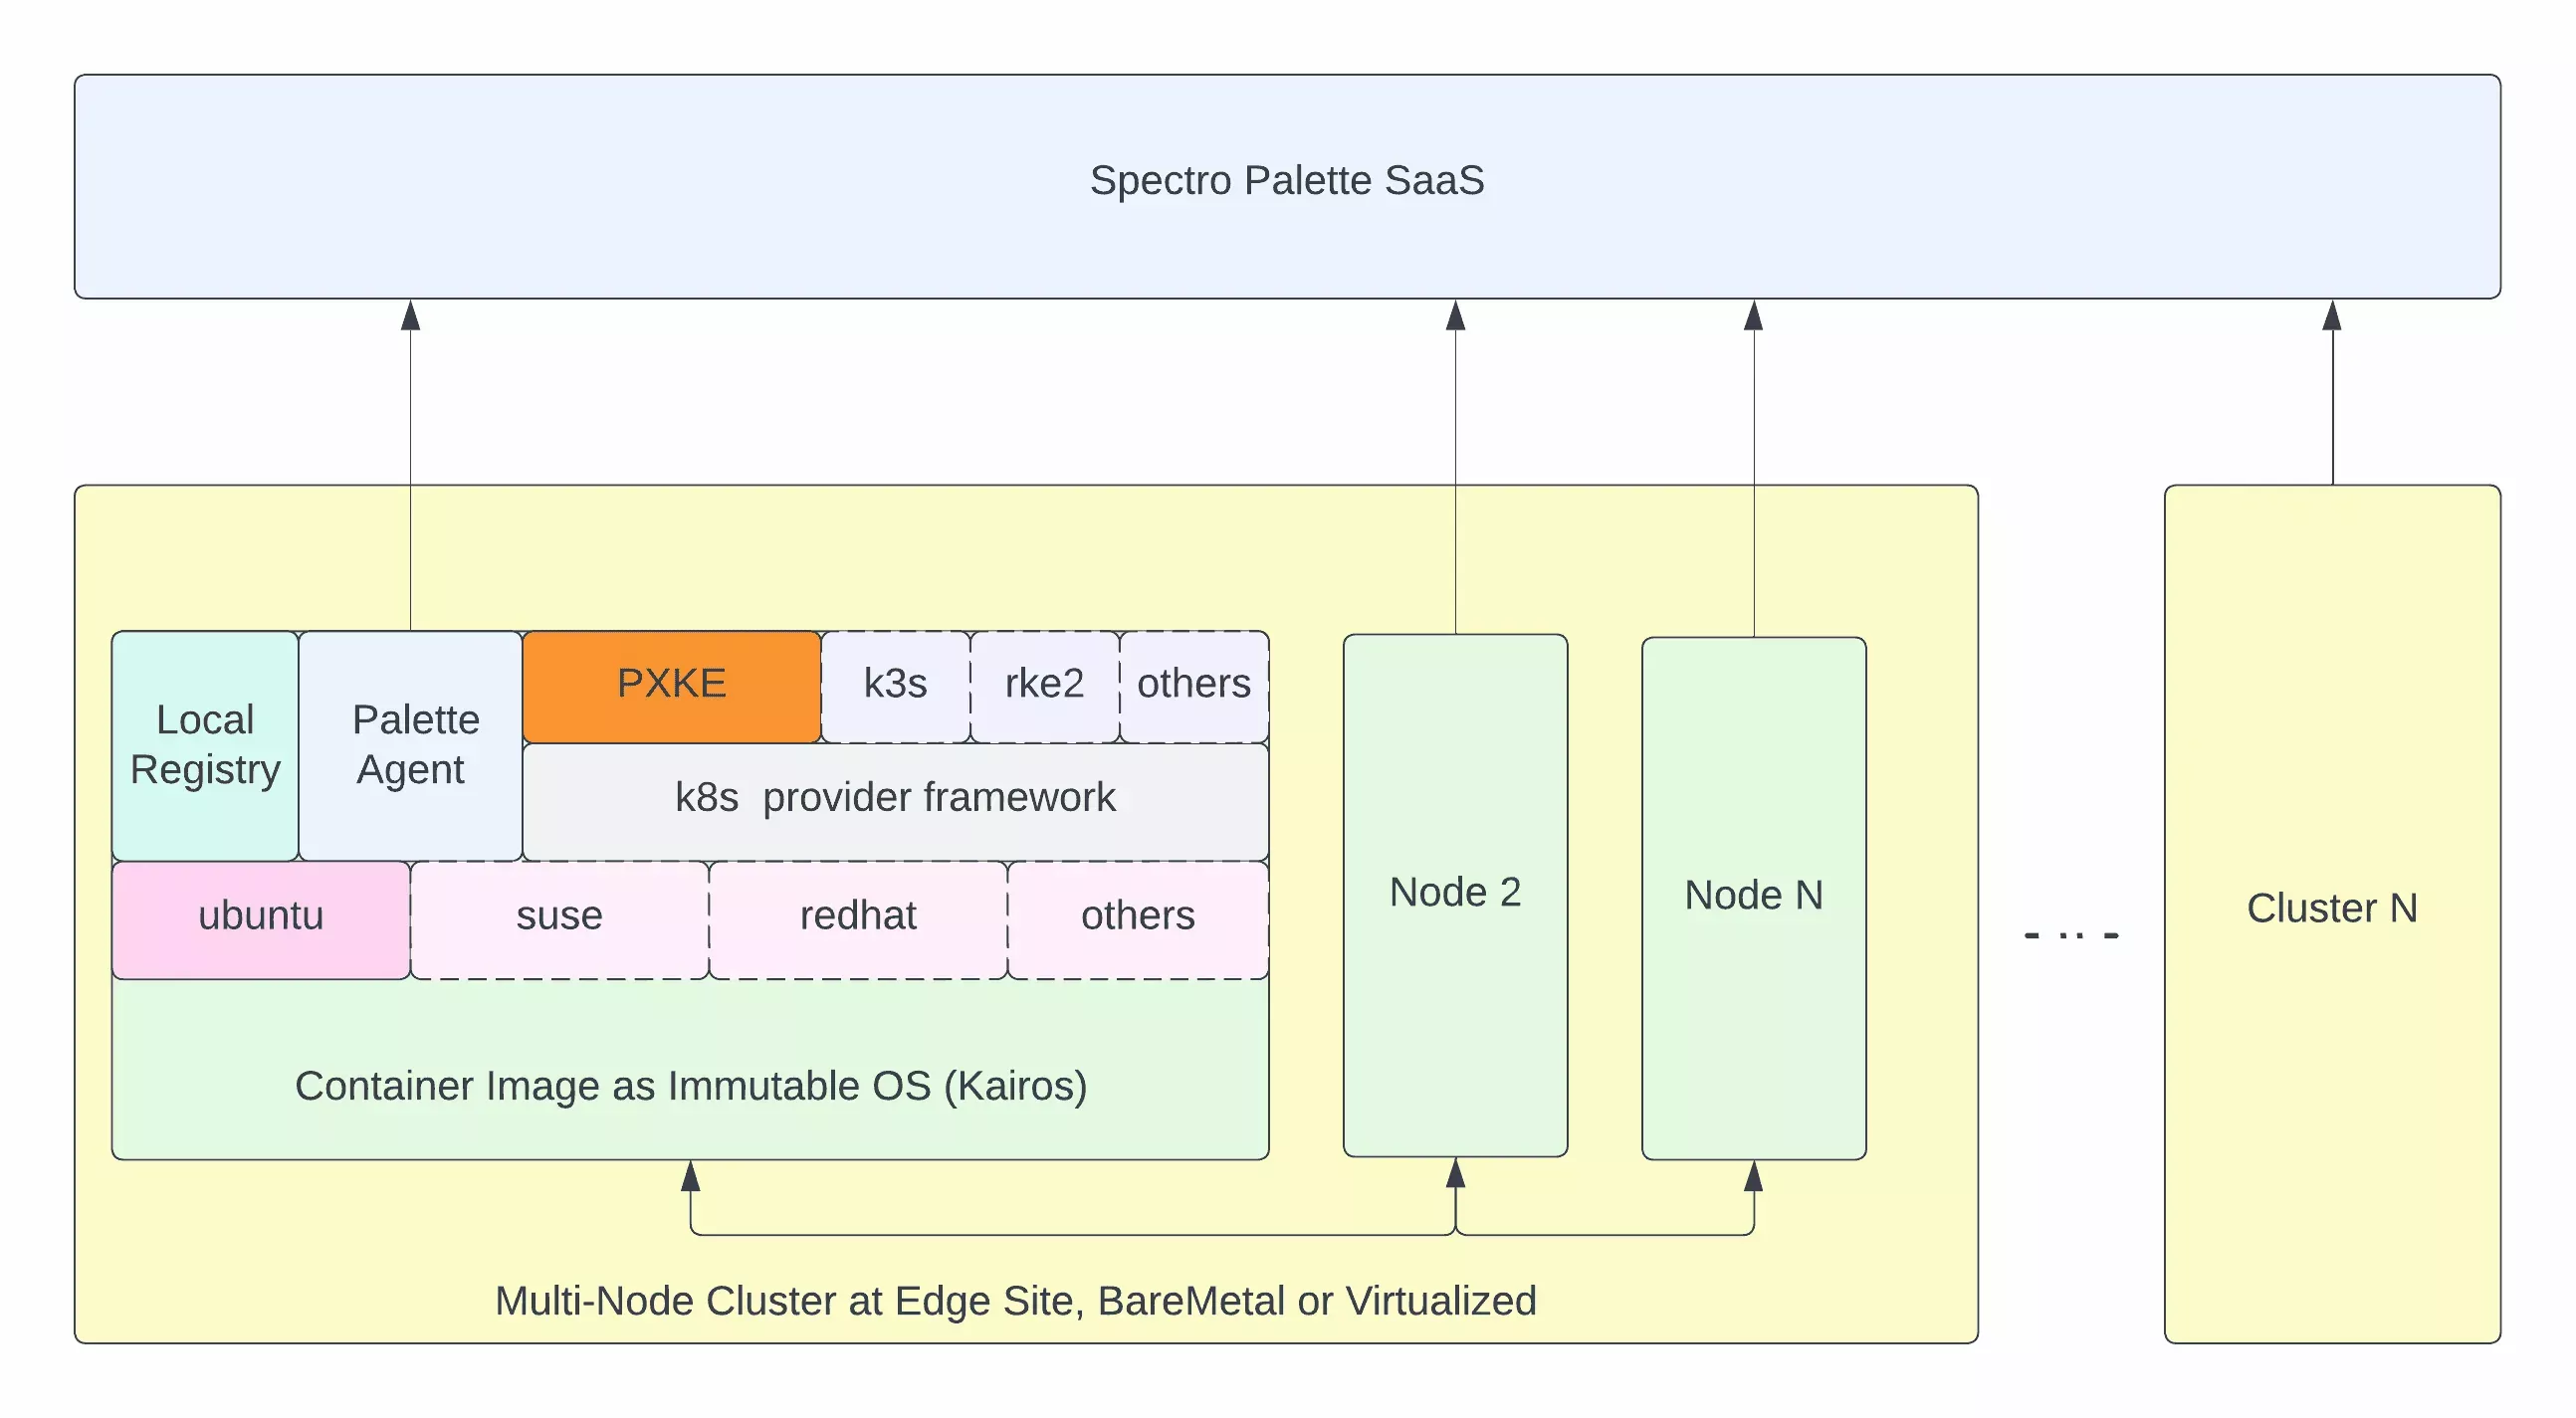 Spectro Palette SaaS
Local
Registry
Palette
Agent
PXKE
k3s
rke2
others
k8s  provider framework
ubuntu
suse
redhat
others
Container Image as Immutable OS (Kairos)
Node 2
Node N
Cluster N
Multi-Node Cluster at Edge Site, BareMetal or Virtualized